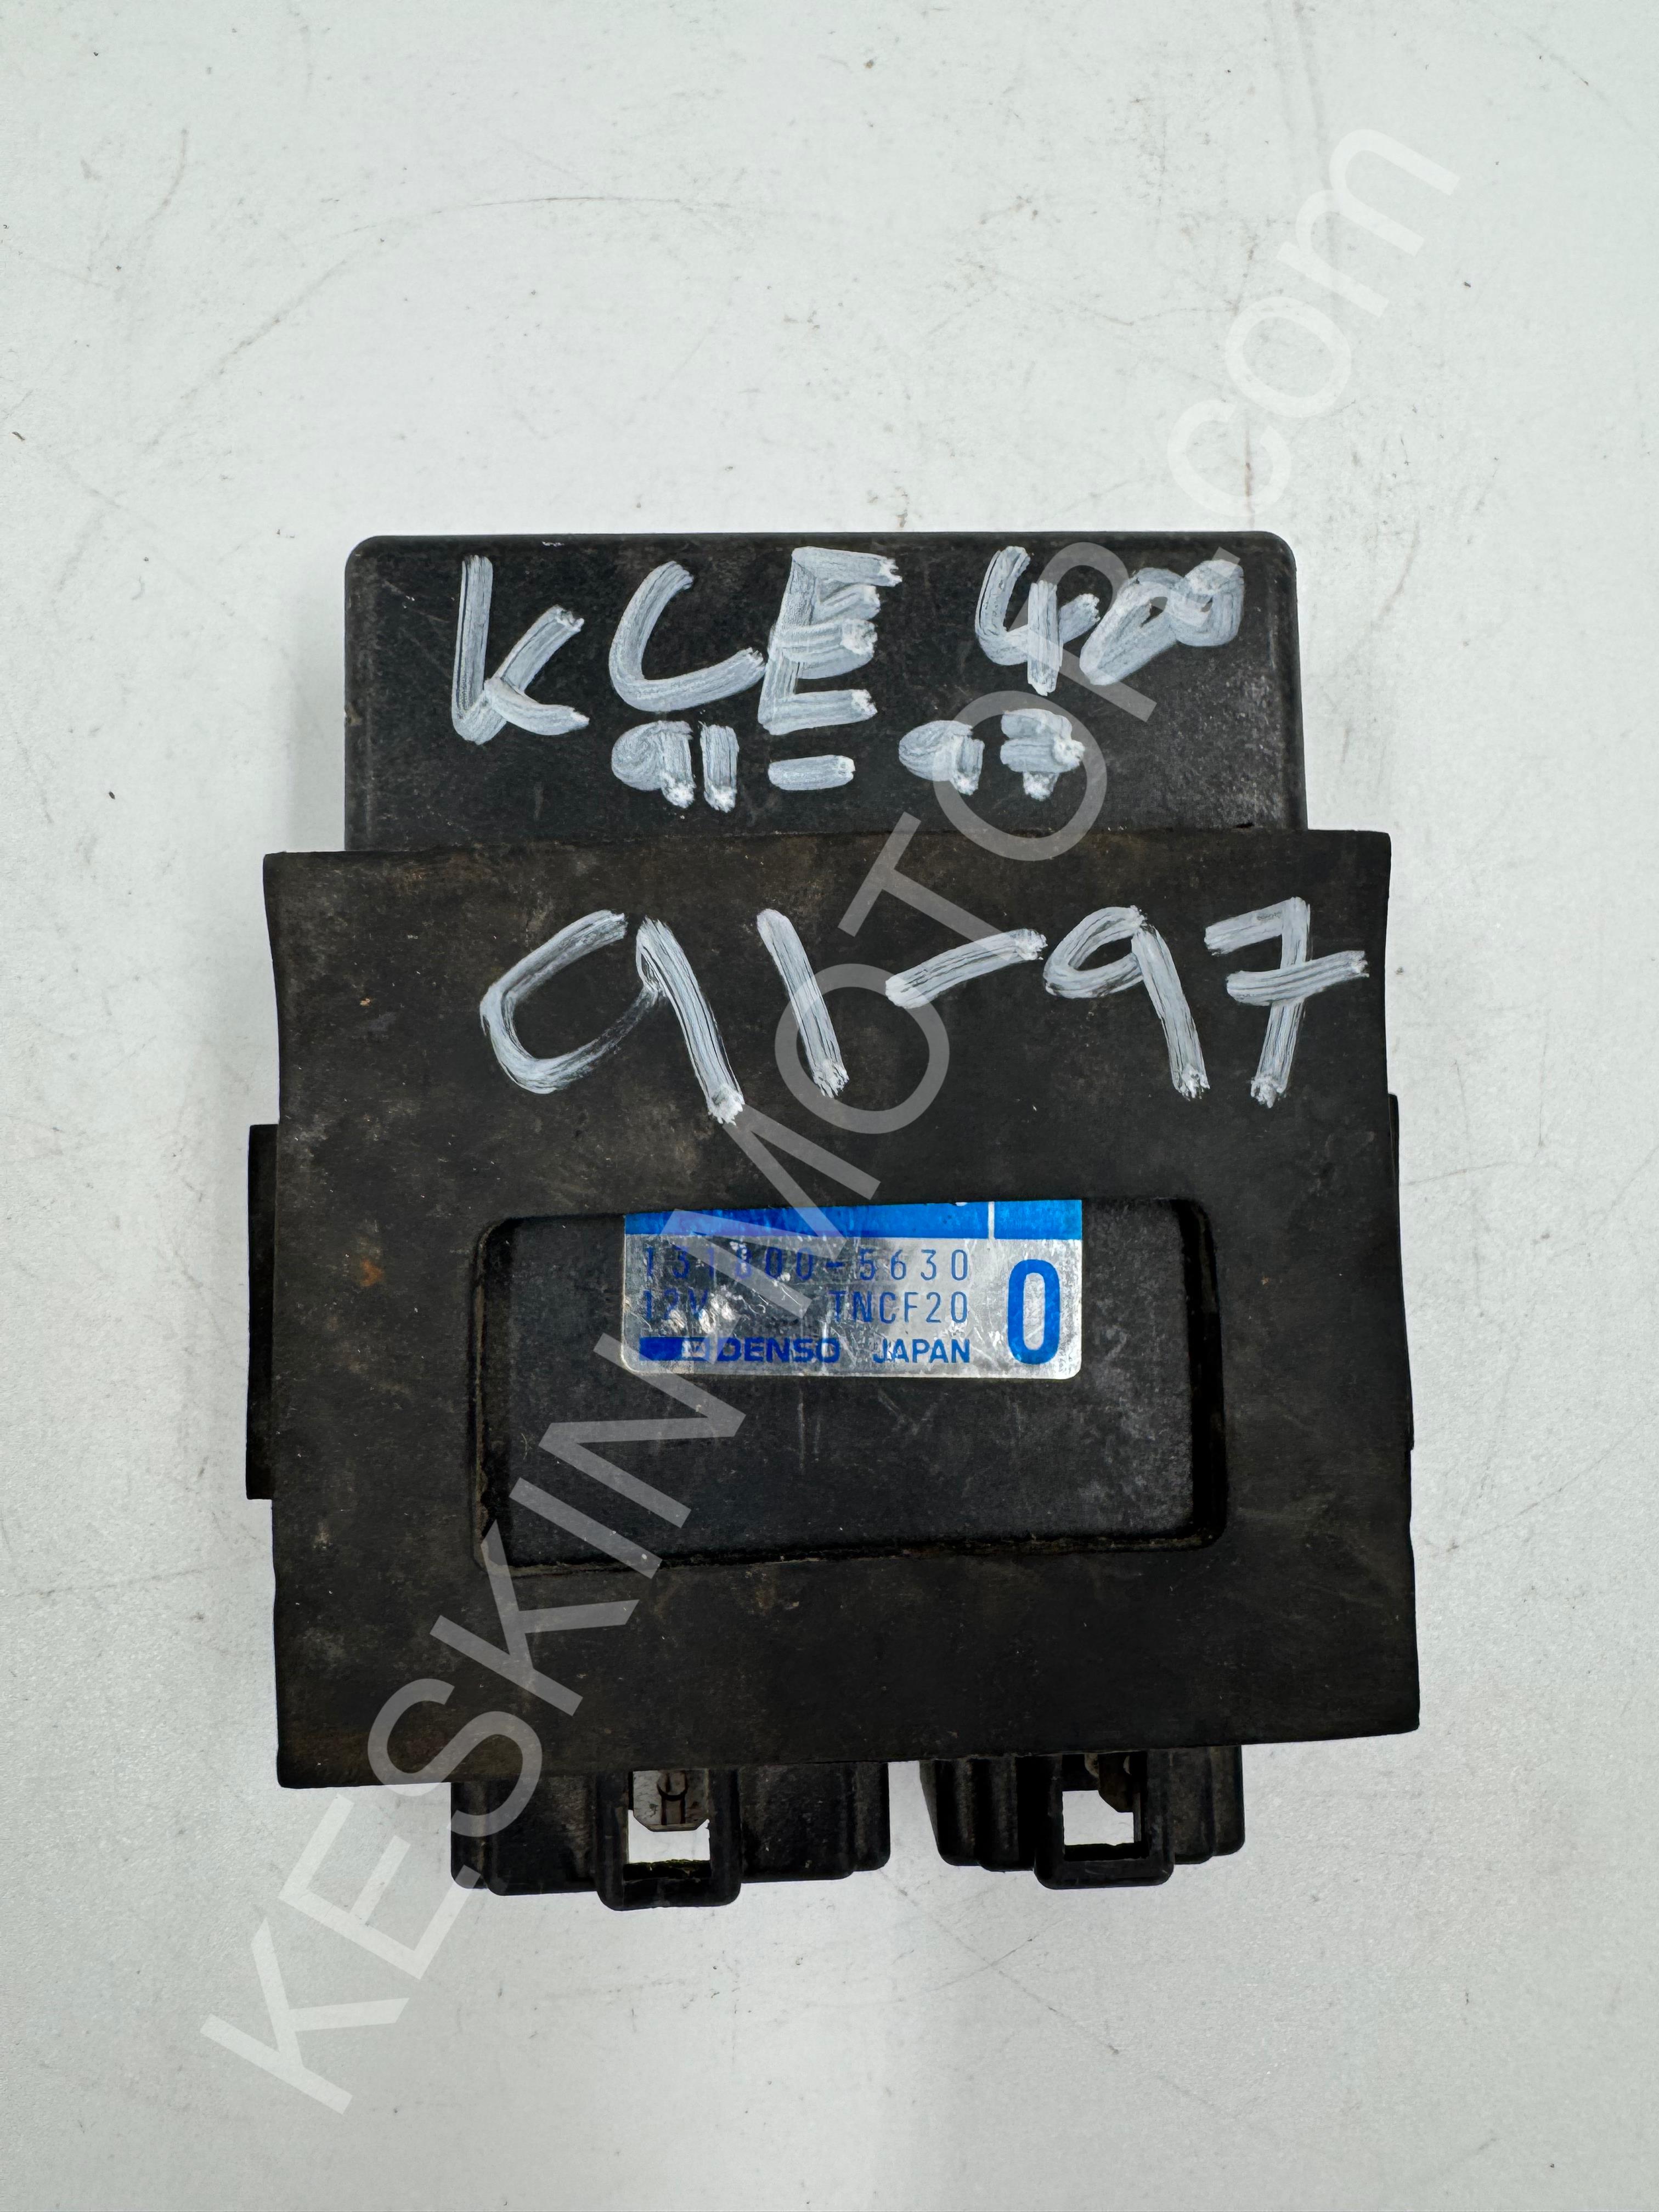 KLE 400
91-97
91-97
131800-5630
12V TNCF20
0
DENSO JAPAN
KESKINMOTOR.com